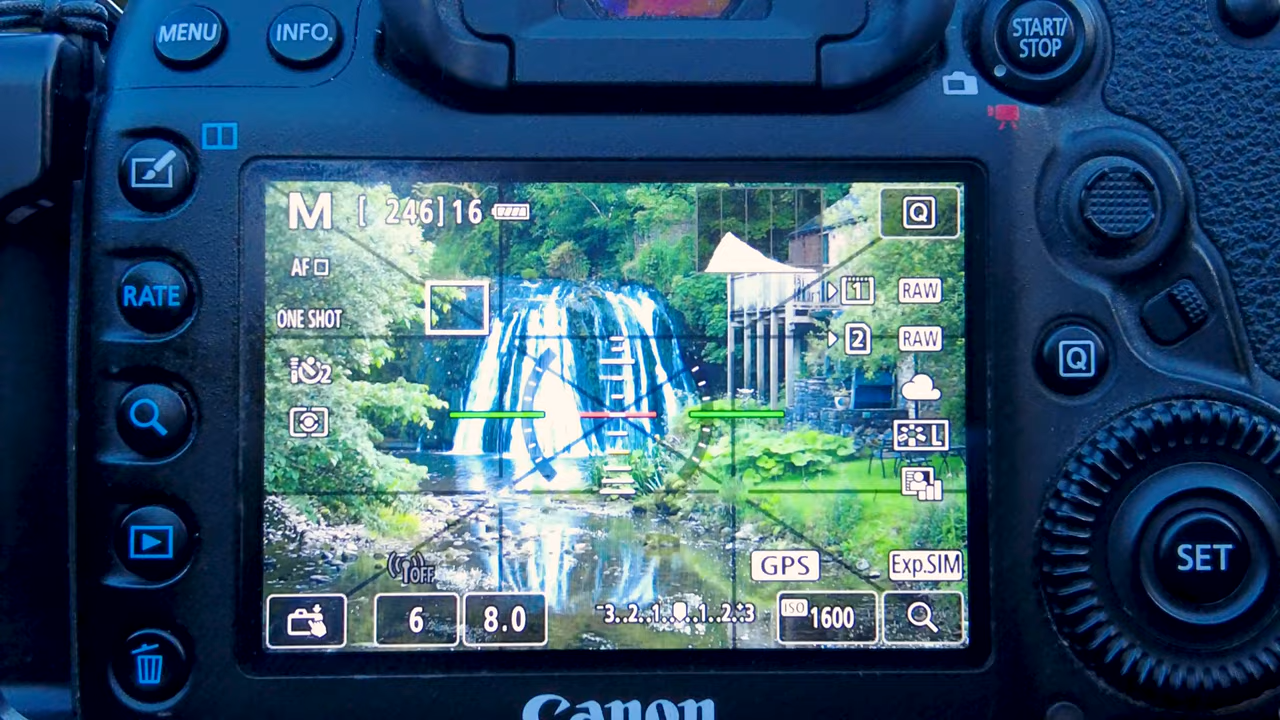 MENU INFO. START/STOP
M [ 246] 16
Q
AF
RATE
ONE SHOT
1 RAW
2
2 RAW
Q
L
SET
OFF
GPS
Exp.SIM
6
8.0
-3..2..1..0..1..2..+3
ISO 1600
Canon